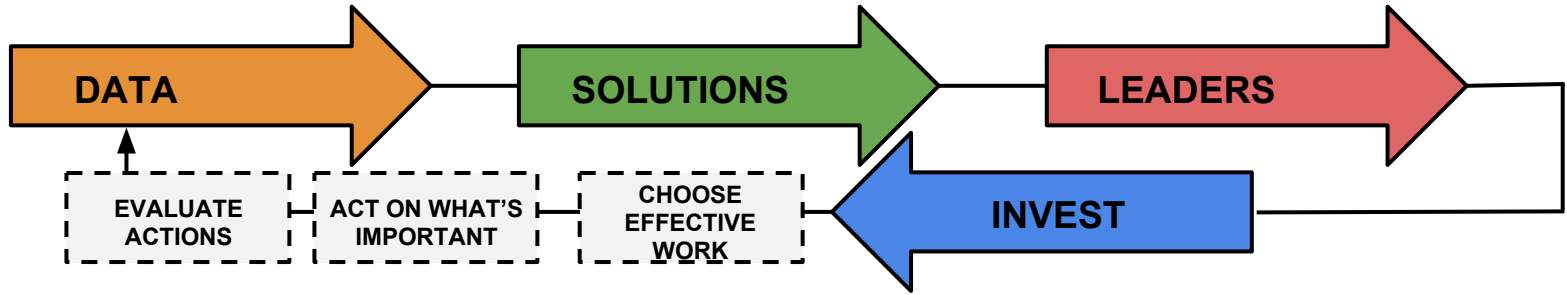 DATA
SOLUTIONS
LEADERS
EVALUATE
ACTIONS
ACT ON WHAT’S
IMPORTANT
CHOOSE
EFFECTIVE
WORK
INVEST